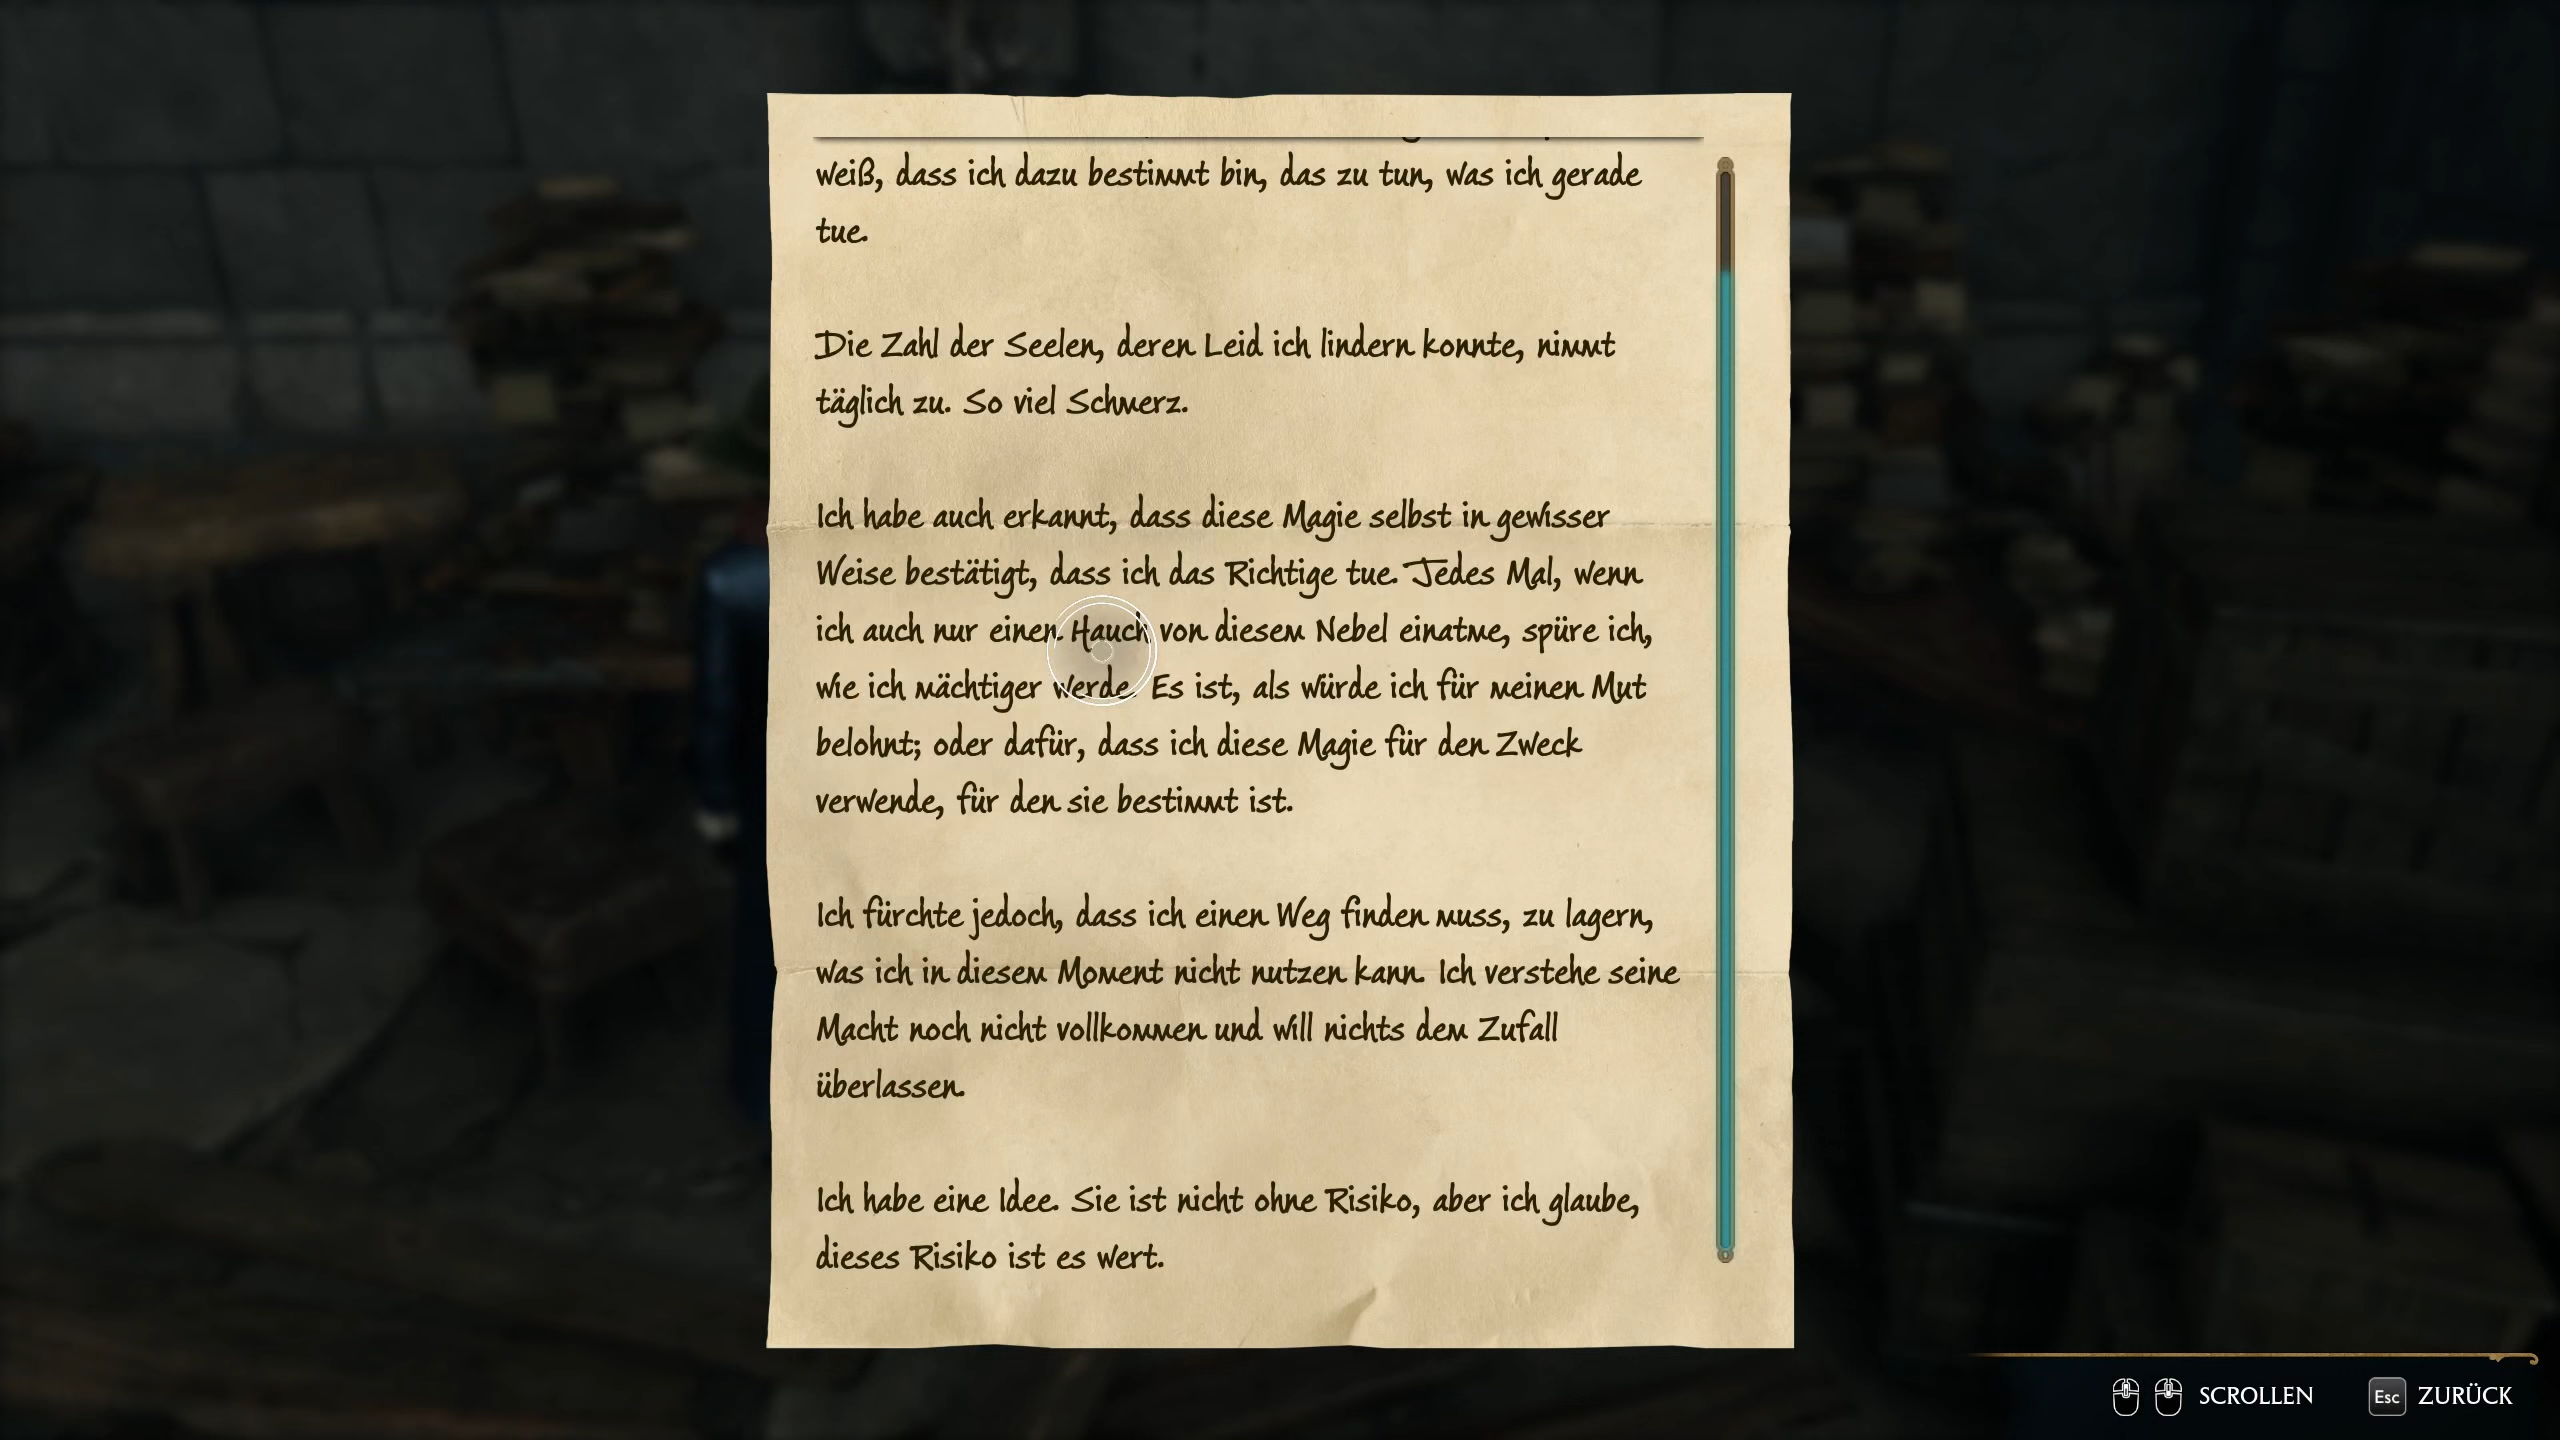 weiß, dass ich dazu bestimmt bin, das zu tun, was ich gerade
tue.
Die Zahl der Seelen, deren Leid ich lindern konnte, nimmt
täglich zu. So viel Schmerz.
Ich habe auch erkannt, dass diese Magie selbst in gewisser
Weise bestätigt, dass ich das Richtige tue. Jedes Mal, wenn
ich auch nur einen Hauch von diesem Nebel einatme, spüre ich,
wie ich mächtiger werde. Es ist, als würde ich für meinen Mut
belohnt; oder dafür, dass ich diese Magie für den Zweck
verwende, für den sie bestimmt ist.
Ich fürchte jedoch, dass ich einen Weg finden muss, zu lagern,
was ich in diesem Moment nicht nutzen kann. Ich verstehe seine
Macht noch nicht vollkommen und will nichts dem Zufall
überlassen.
Ich habe eine Idee. Sie ist nicht ohne Risiko, aber ich glaube,
dieses Risiko ist es wert.
SCROLLEN
Esc ZURÜCK